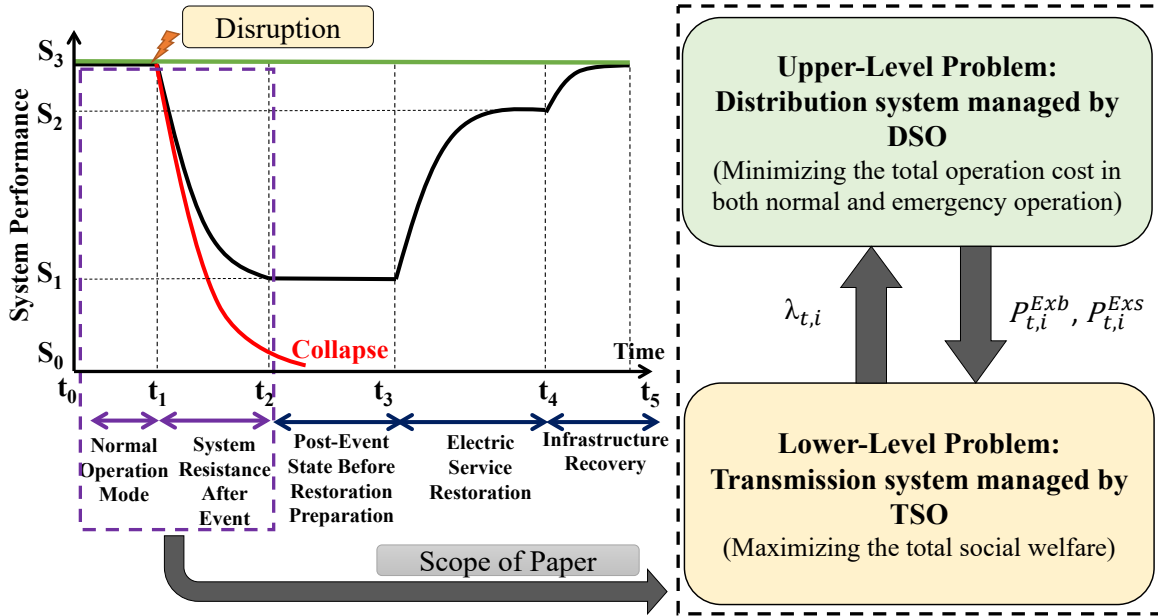 Disruption
S3
S2
S1
S0
System Performance
Collapse
Time
t0
t1
t2
t3
t4
t5
Normal
Operation
Mode
System
Resistance
After
Event
Post-Event
State Before
Restoration
Preparation
Electric
Service
Restoration
Infrastructure
Recovery
Scope of Paper
Upper-Level Problem:
Distribution system managed by
DSO
(Minimizing the total operation cost in
both normal and emergency operation)
λt,i
P^{Exb}_{t,i}, P^{Exs}_{t,i}
Lower-Level Problem:
Transmission system managed by
TSO
(Maximizing the total social welfare)